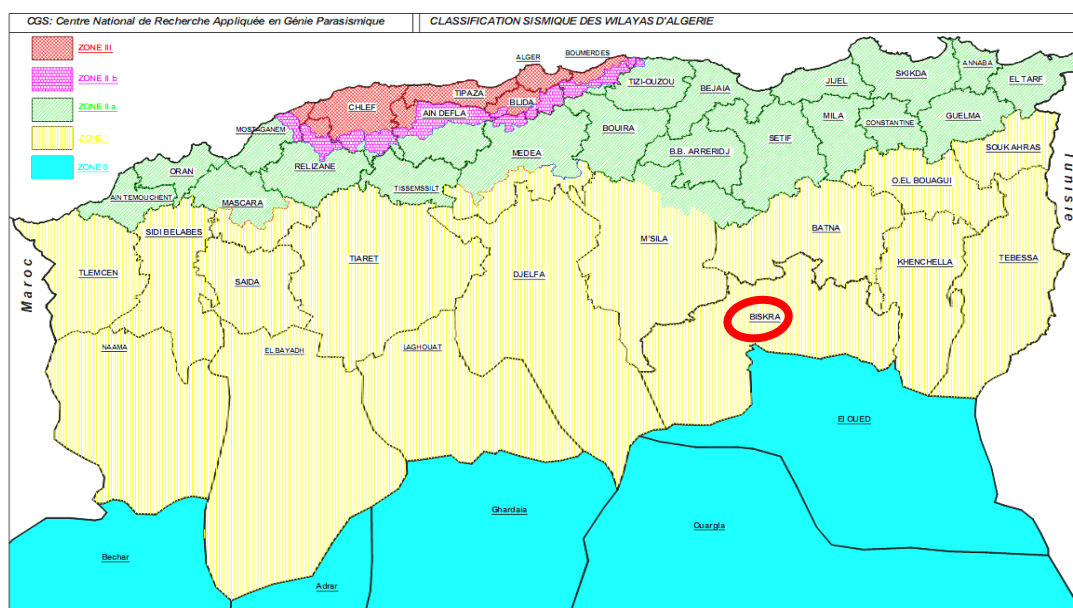 CGS: Centre National de Recherche Appliquée en Génie Parasismique
CLASSIFICATION SISMIQUE DES WILAYAS D'ALGERIE
ZONE III
ZONE II b
ZONE II a
ZONE I
ZONE 0
ALGER
BOUMERDES
TIPAZA
CHLEF
BLIDA
AIN DEFLA
TIZI-OUZOU
BEJAIA
JIJEL
SKIKDA
ANNABA
EL TARF
MOSTAGANEM
BOUIRA
SETIF
MILA
CONSTANTINE
GUELMA
ORAN
RELIZANE
MEDEA
B.B. ARRERIDJ
SOUK AHRAS
AIN TEMOUCHENT
MASCARA
TISSEMSSILT
O.EL BOUAGUI
Tunisie
SIDI BELABES
M'SILA
BATNA
TLEMCEN
SAIDA
TIARET
DJELFA
KHENCHELLA
TEBESSA
Maroc
BISKRA
NAAMA
EL BAYADH
LAGHOUAT
El OUED
Ghardaia
Ouargla
Bechar
Adrar